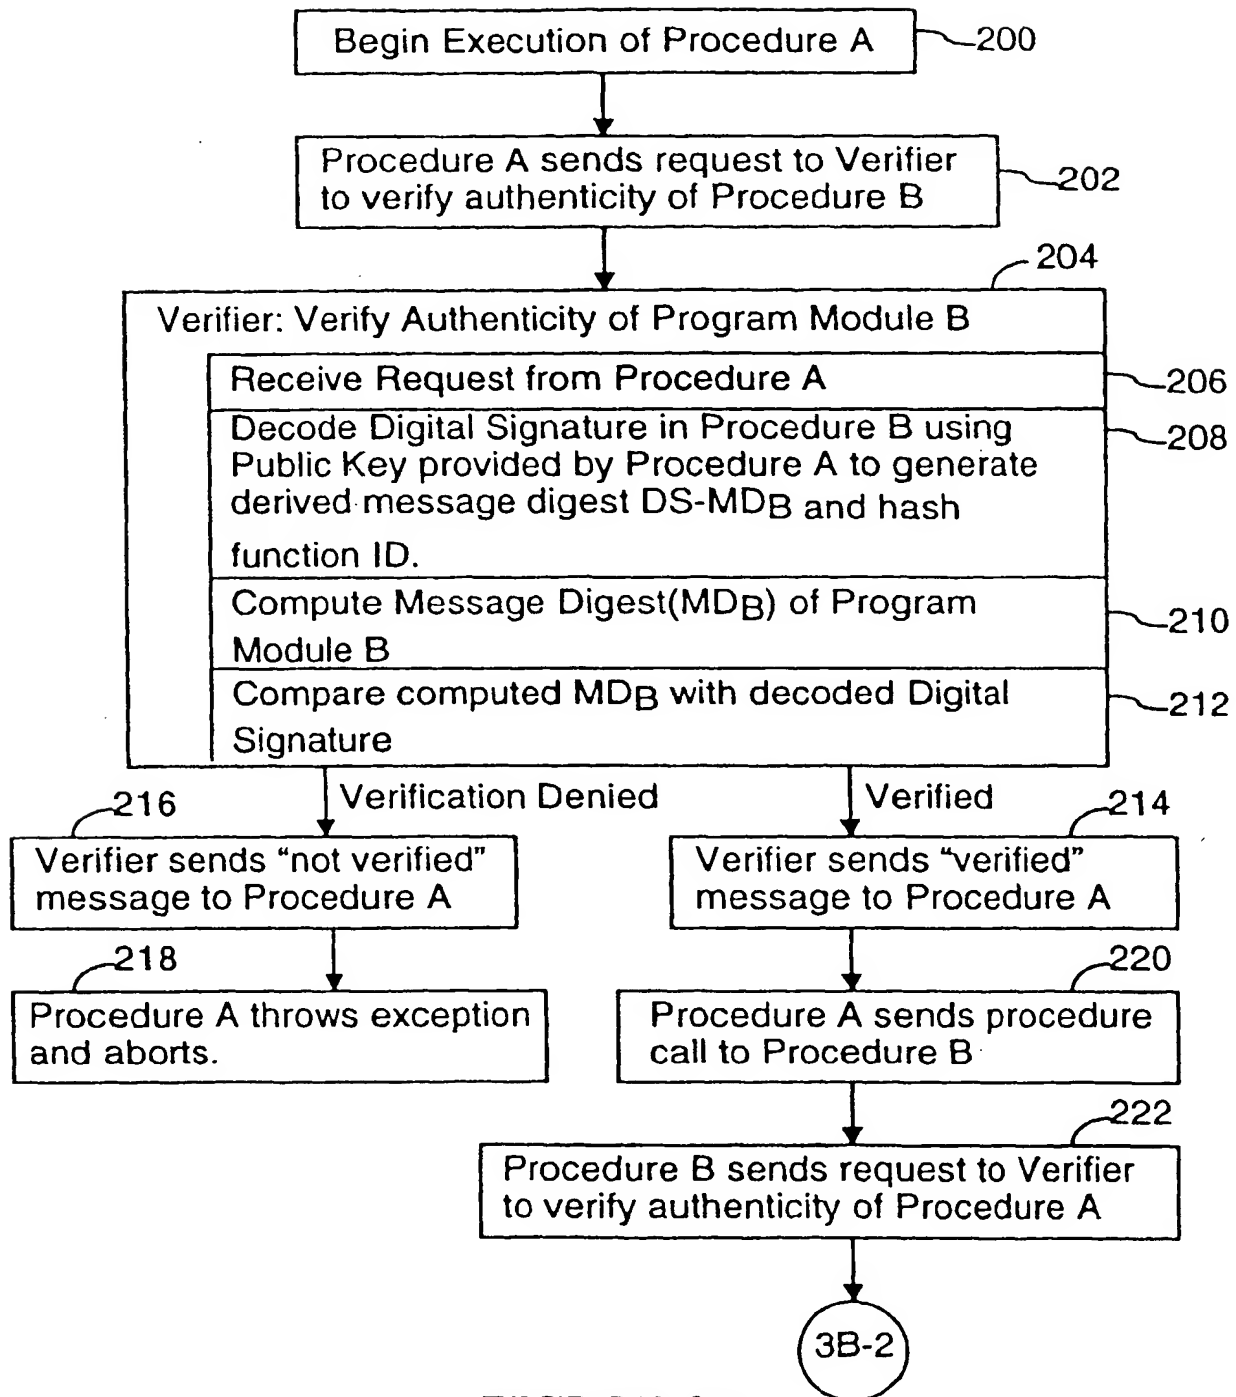 Begin Execution of Procedure A
200
Procedure A sends request to Verifier
to verify authenticity of Procedure B
202
204
Verifier: Verify Authenticity of Program Module B
Receive Request from Procedure A
206
Decode Digital Signature in Procedure B using
Public Key provided by Procedure A to generate
derived message digest DS-MDB and hash
function ID.
208
Compute Message Digest(MDB) of Program
Module B
210
Compare computed MDB with decoded Digital
Signature
212
Verification Denied
Verified
216
Verifier sends “not verified”
message to Procedure A
214
Verifier sends “verified”
message to Procedure A
218
Procedure A throws exception
and aborts.
220
Procedure A sends procedure
call to Procedure B
222
Procedure B sends request to Verifier
to verify authenticity of Procedure A
3B-2